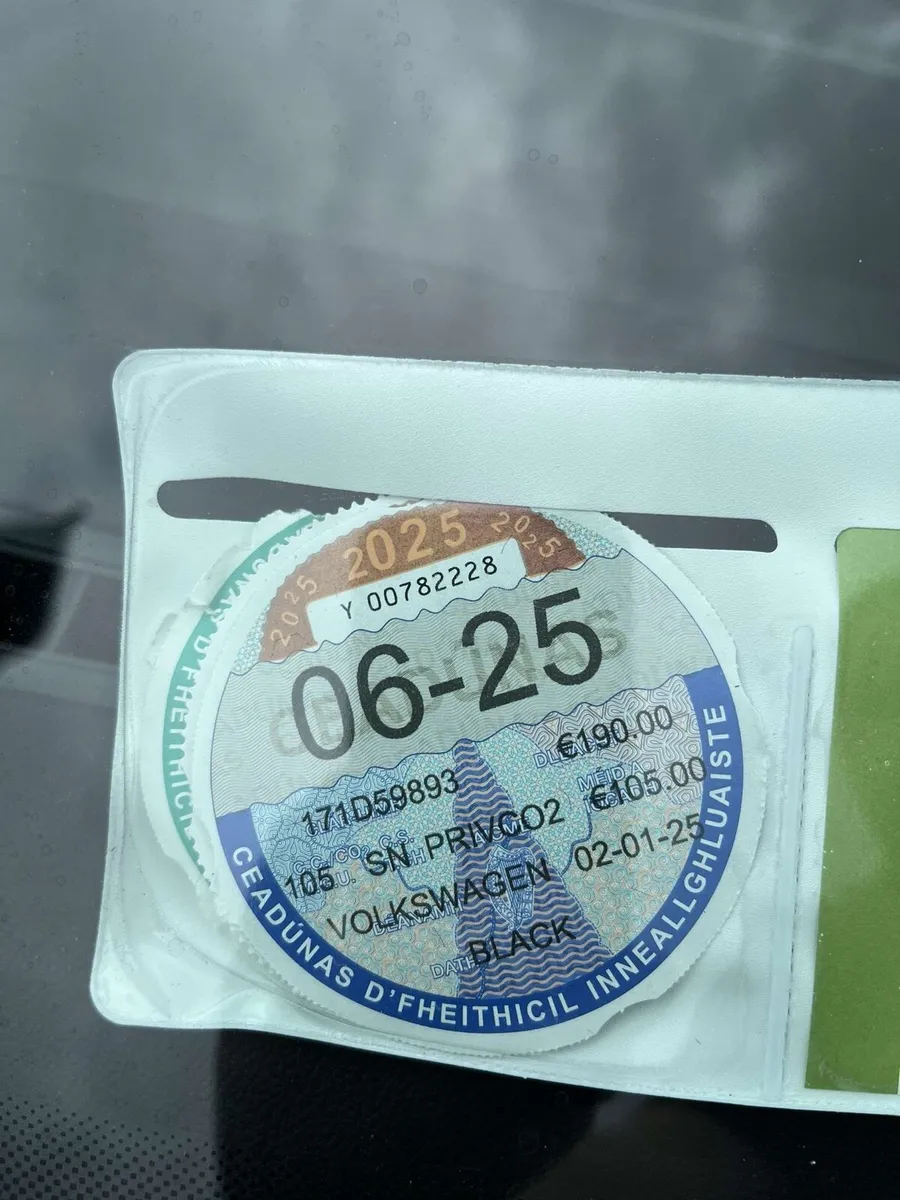 2025 2025 2025
Y 00782228
06-25
€190.00
171D59893
€105.00
105 SN PRIVCO2
VOLKSWAGEN 02-01-25
BLACK
CEADÚNAS D'FHEITHICIL INNEALLGHLUAISTE